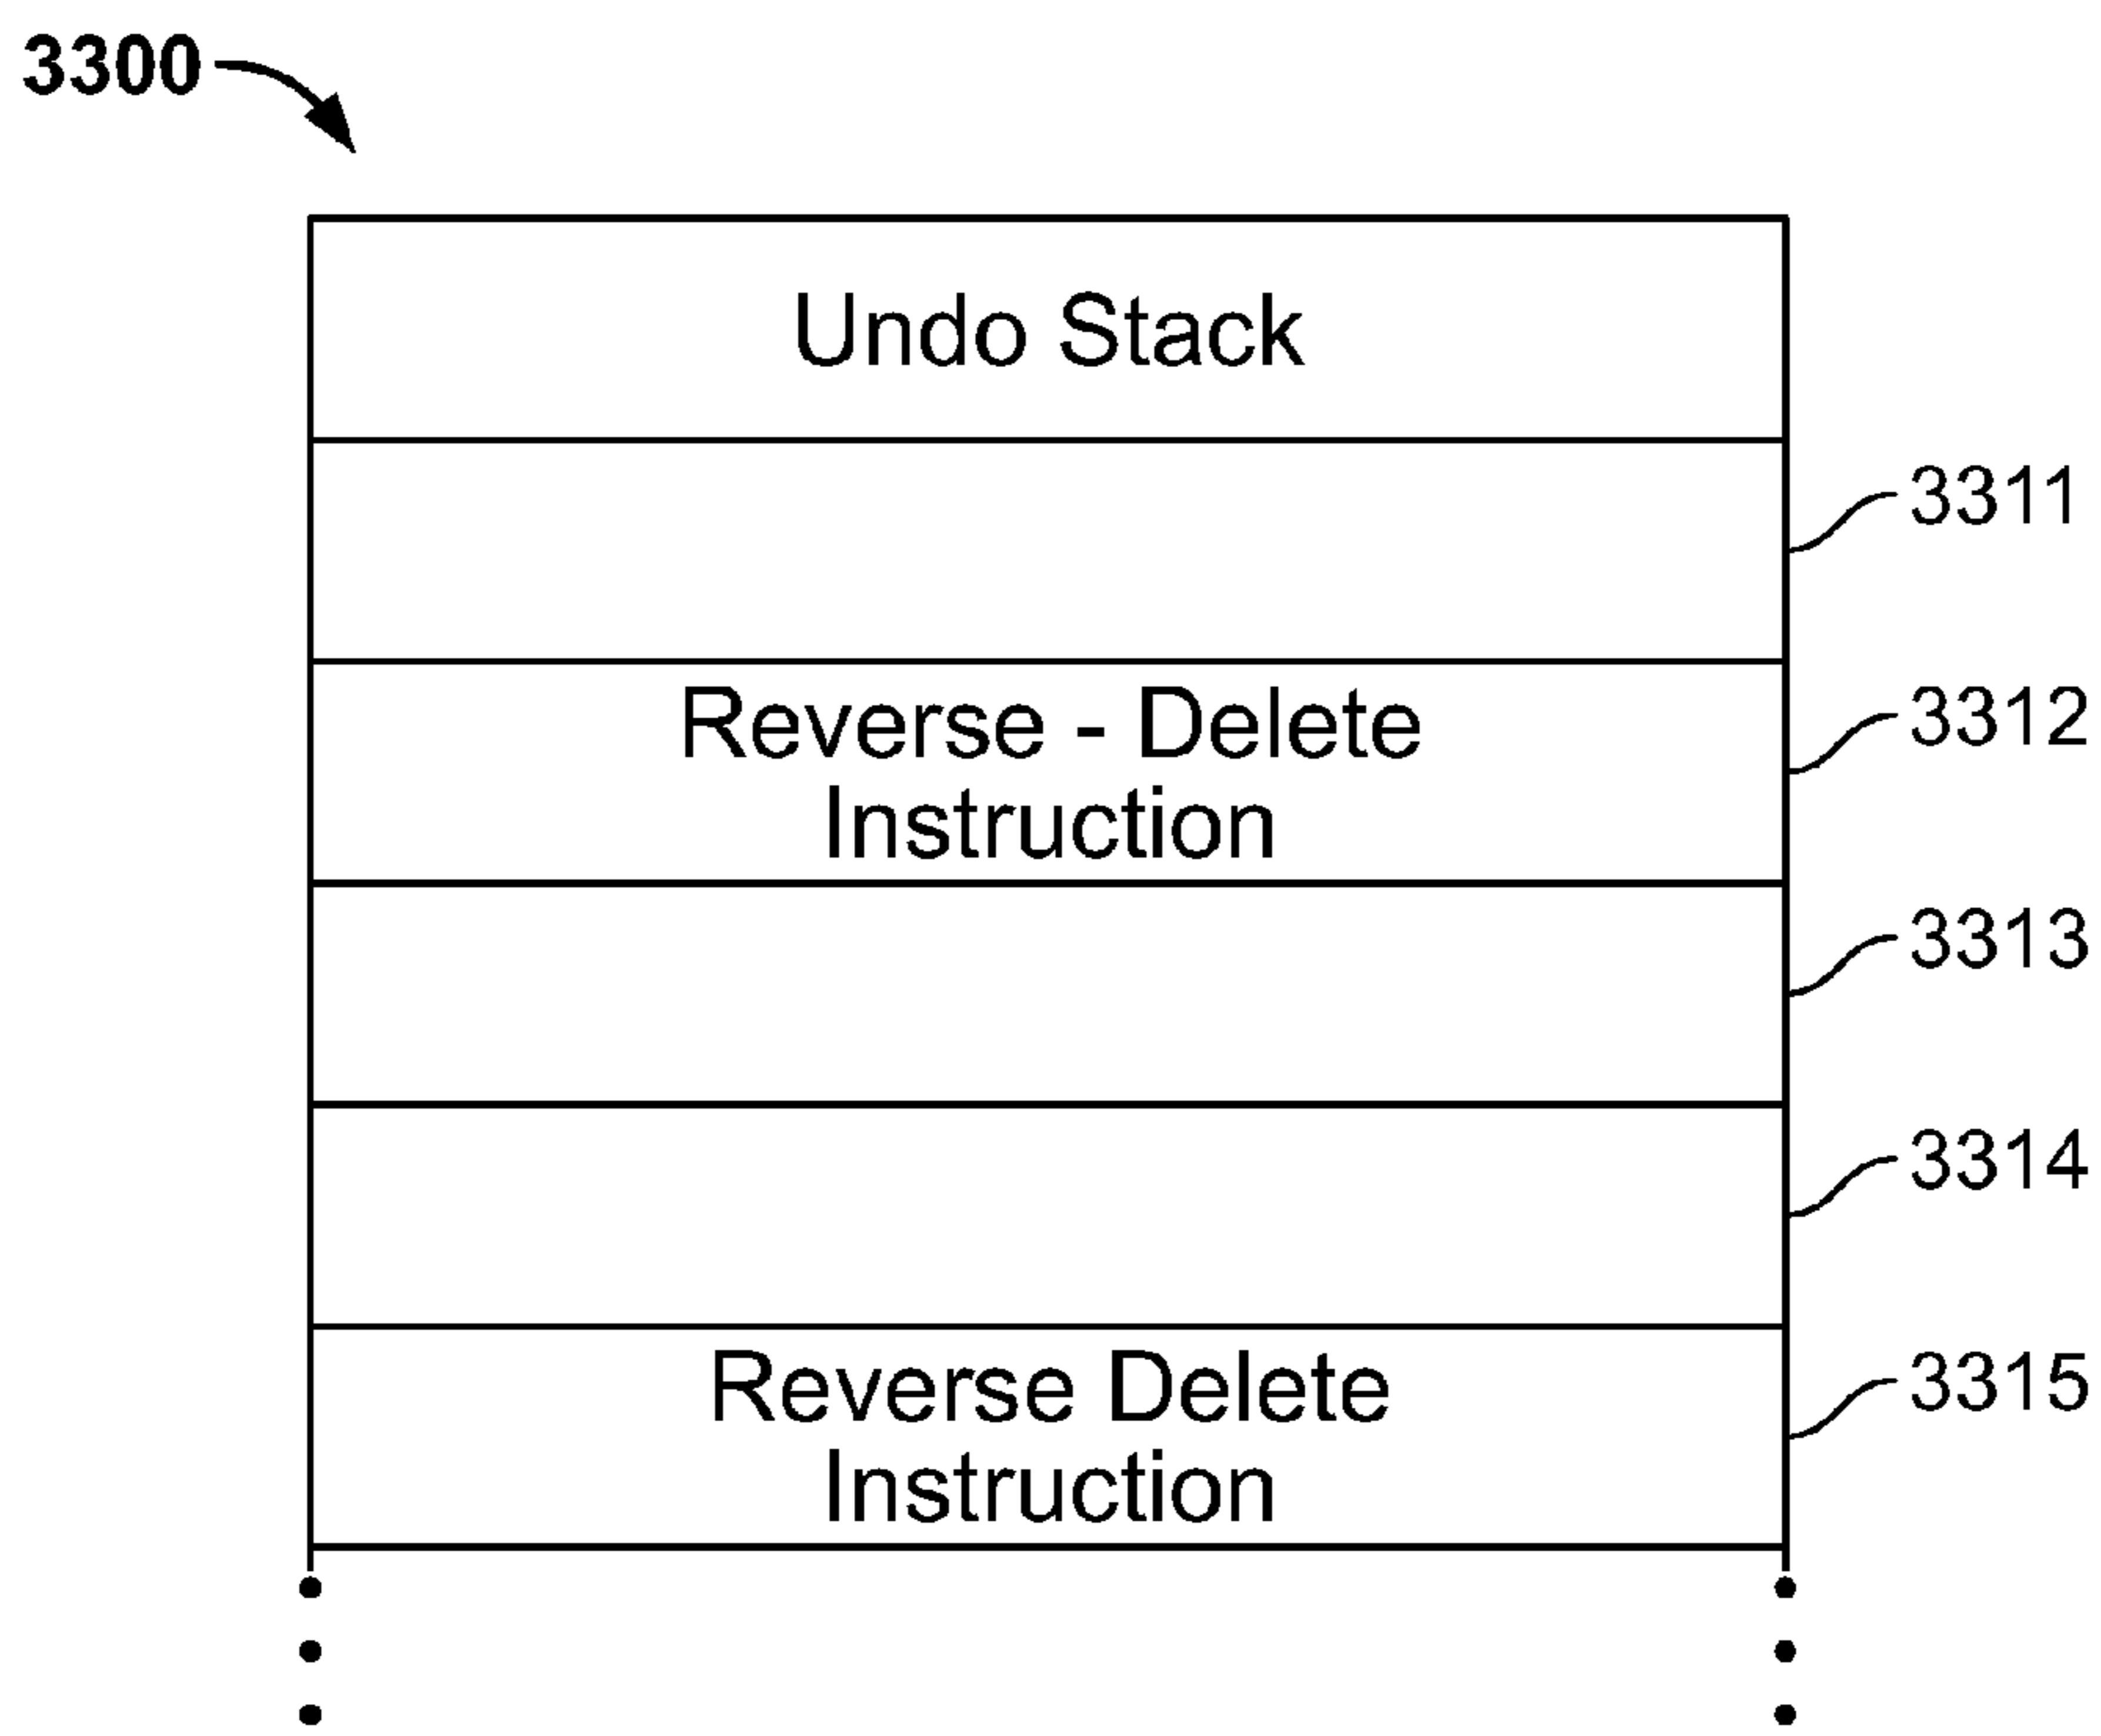 3300
Undo Stack
3311
Reverse - Delete
Instruction
3312
3313
3314
Reverse Delete
Instruction
3315